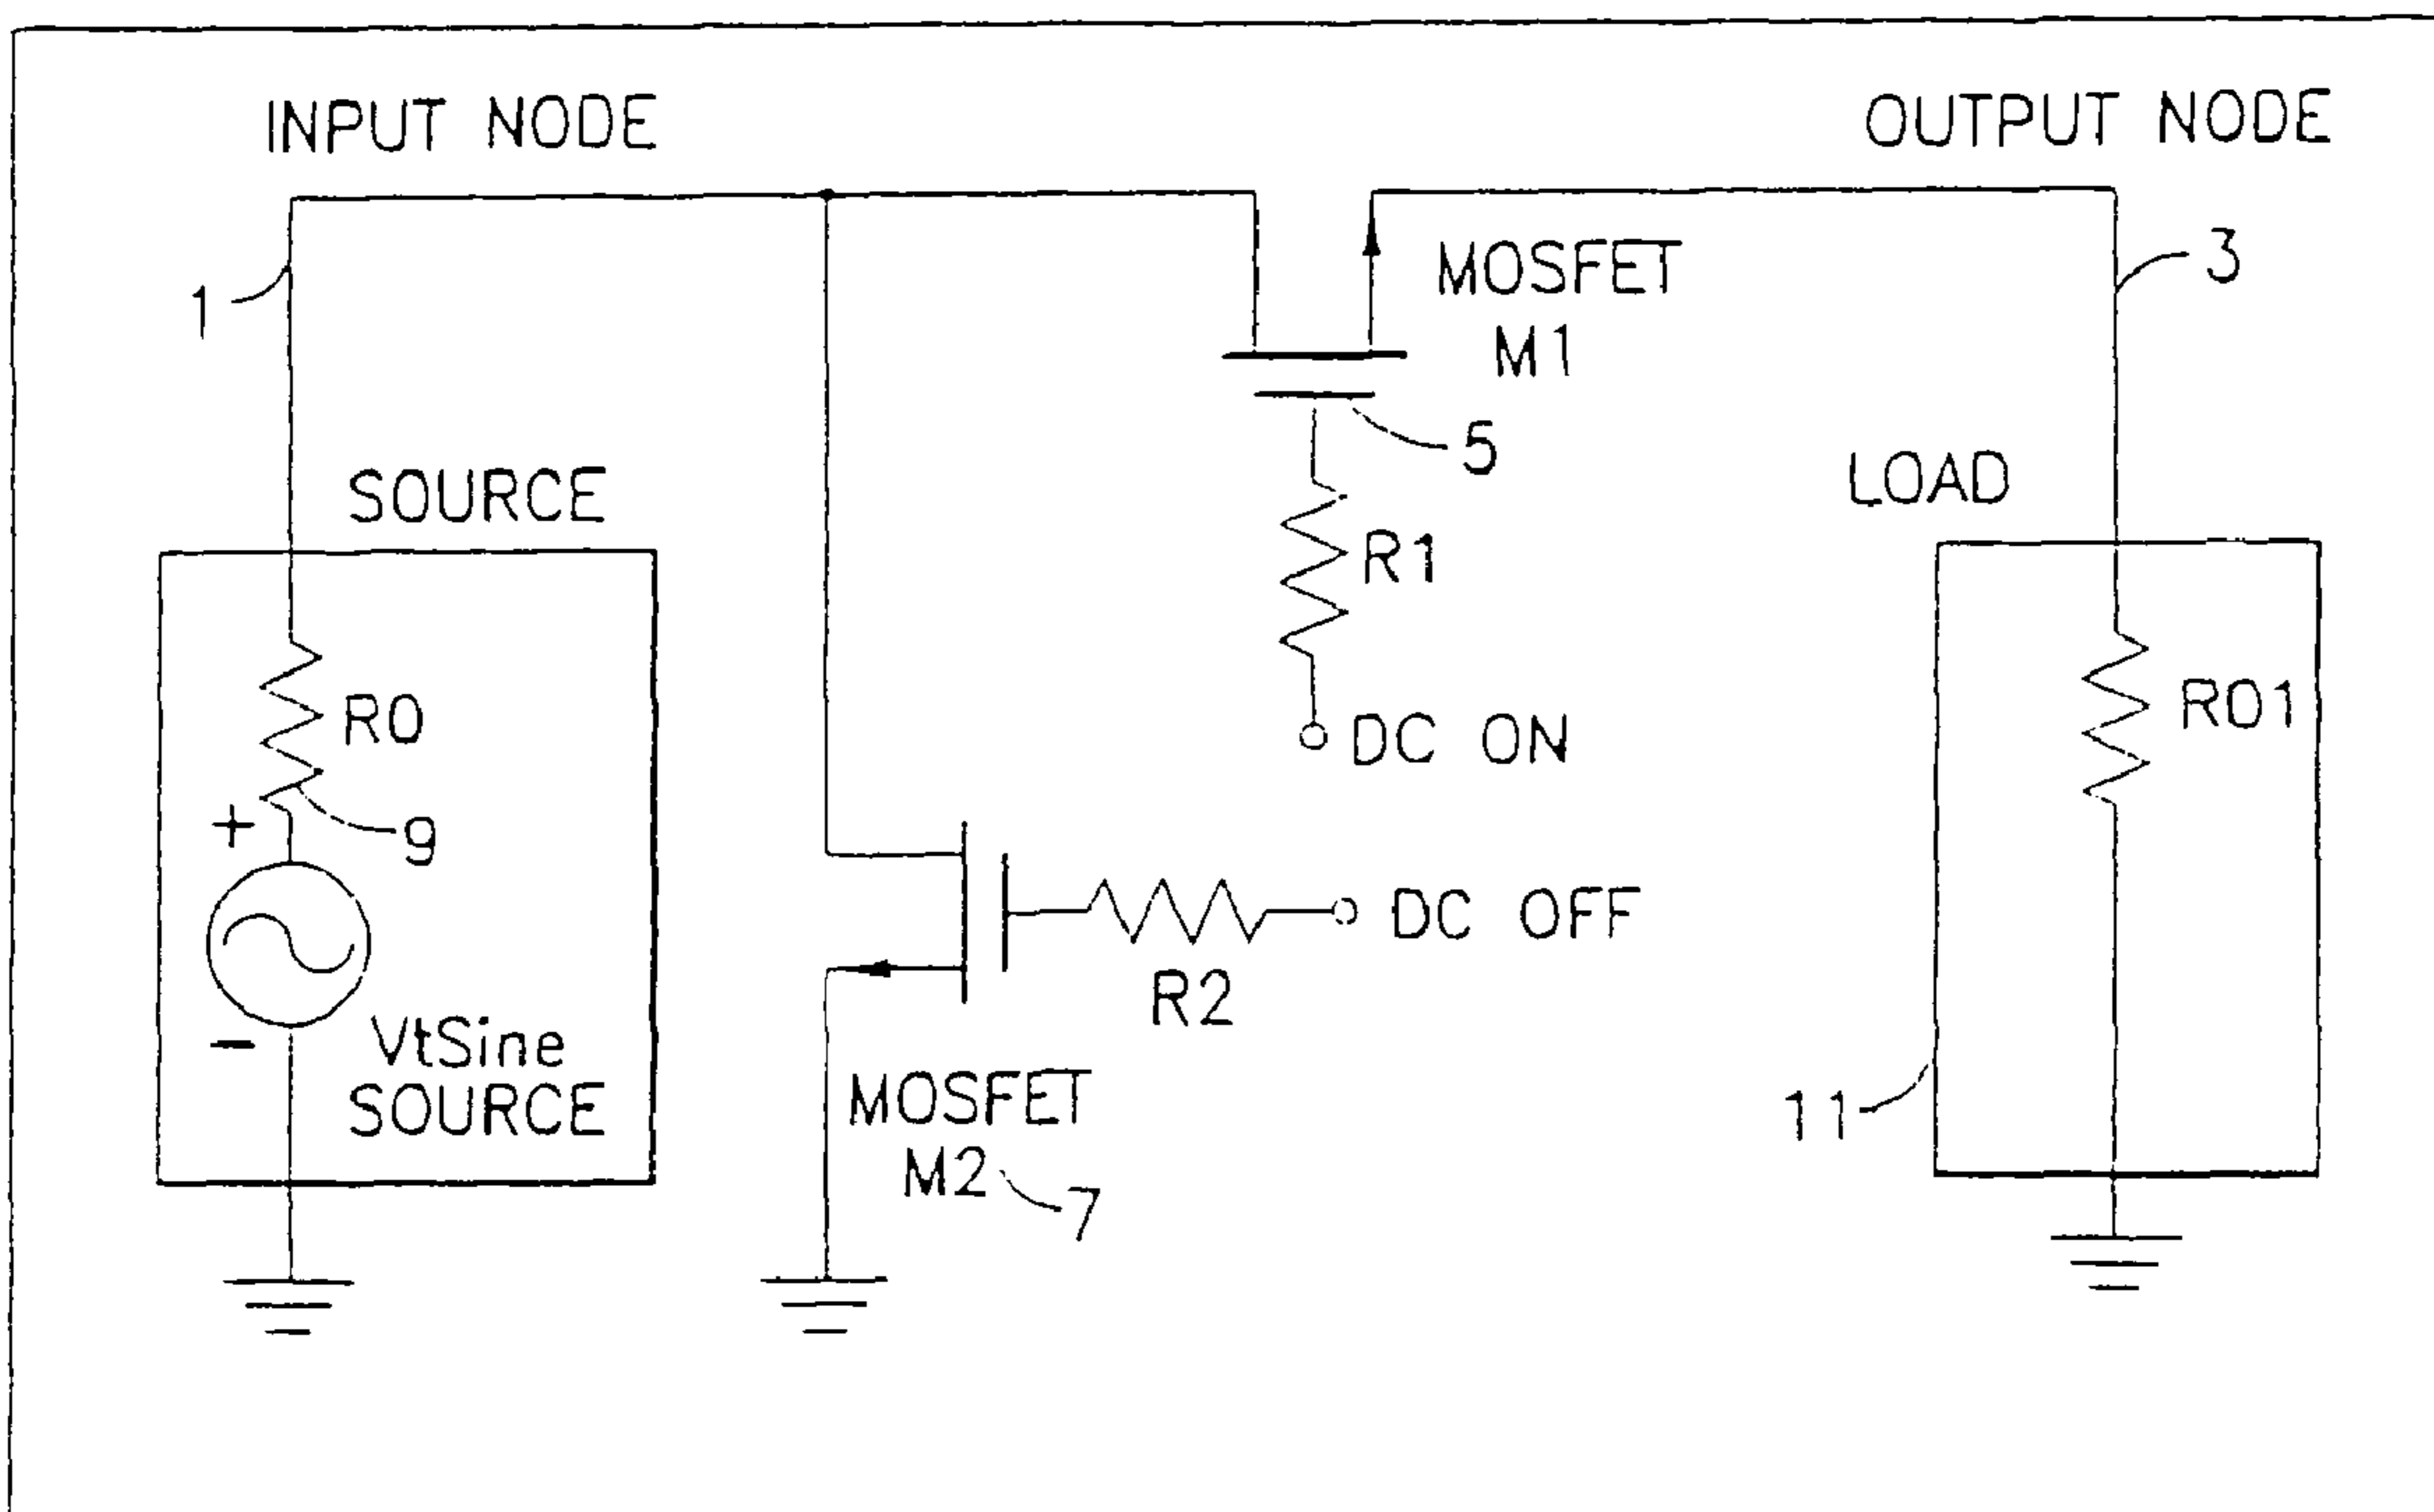 INPUT NODE
OUTPUT NODE
1
3
MOSFET
M1
5
SOURCE
LOAD
R1
R0
RO1
DC ON
+
9
DC OFF
R2
-
VtSine
SOURCE
MOSFET
M2
7
11